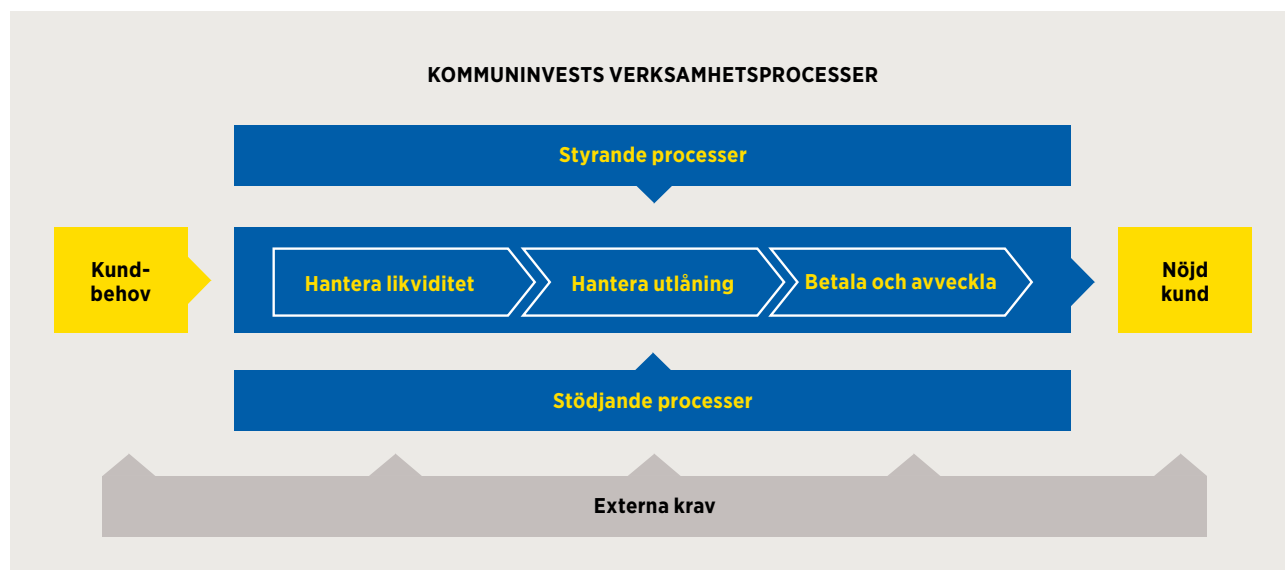 KOMMUNINVESTS VERKSAMHETSPROCESSER
Styrande processer
Kund-
behov
Hantera likviditet
Hantera utlåning
Betala och avveckla
Nöjd
kund
Stödjande processer
Externa krav